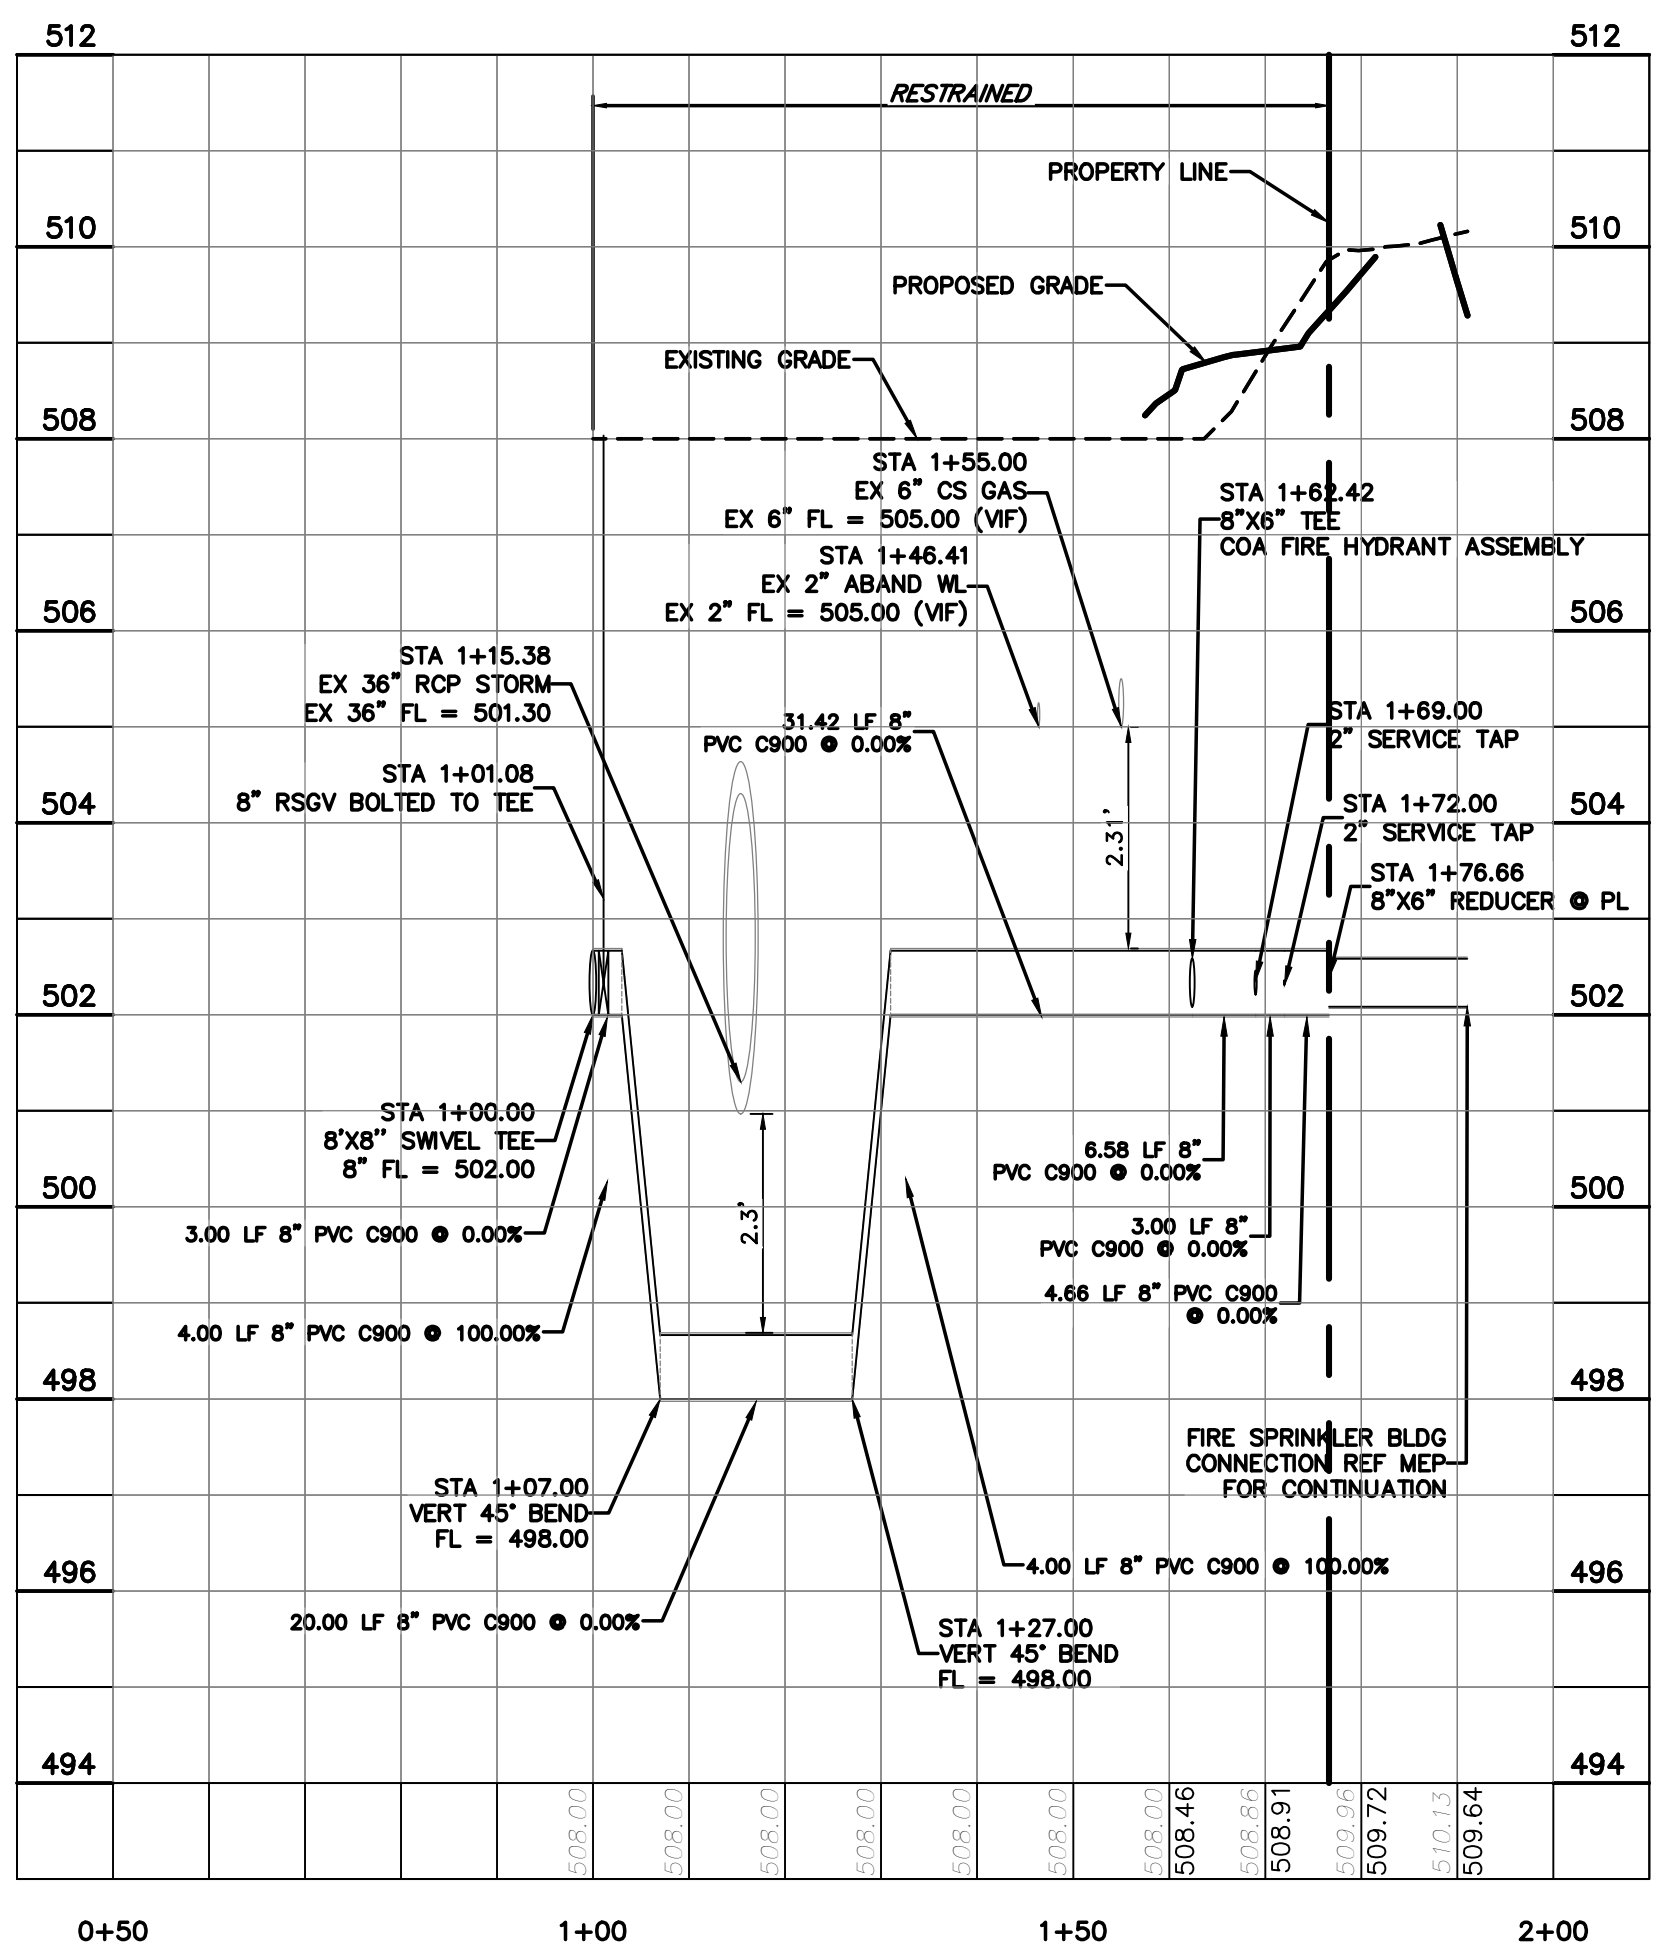 512
512
RESTRAINED
PROPERTY LINE
510
510
PROPOSED GRADE
EXISTING GRADE
508
508
STA 1+55.00
EX 6" CS GAS
EX 6" FL = 505.00 (VIF)
STA 1+62.42
8"X6" TEE
COA FIRE HYDRANT ASSEMBLY
STA 1+46.41
EX 2" ABAND WL
EX 2" FL = 505.00 (VIF)
506
506
STA 1+15.38
EX 36" RCP STORM
EX 36" FL = 501.30
31.42 LF 8"
PVC C900 @ 0.00%
STA 1+69.00
2" SERVICE TAP
STA 1+01.08
8" RSGV BOLTED TO TEE
504
504
2.31'
STA 1+72.00
2" SERVICE TAP
STA 1+76.66
8"X6" REDUCER @ PL
502
502
STA 1+00.00
8'X8" SWIVEL TEE
8" FL = 502.00
6.58 LF 8"
PVC C900 @ 0.00%
500
500
2.3'
3.00 LF 8" PVC C900 @ 0.00%
3.00 LF 8"
PVC C900 @ 0.00%
4.66 LF 8" PVC C900
@ 0.00%
4.00 LF 8" PVC C900 @ 100.00%
498
498
FIRE SPRINKLER BLDG
CONNECTION REF MEP
FOR CONTINUATION
STA 1+07.00
VERT 45° BEND
FL = 498.00
4.00 LF 8" PVC C900 @ 100.00%
496
496
20.00 LF 8" PVC C900 @ 0.00%
STA 1+27.00
VERT 45° BEND
FL = 498.00
494
494
508.00
508.00
508.00
508.00
508.00
508.00
508.00
508.46
508.86
508.91
509.96
509.72
510.13
509.64
0+50
1+00
1+50
2+00